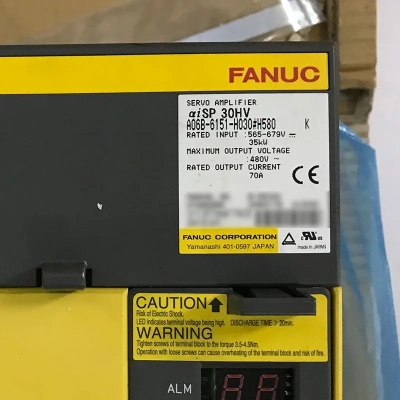 FANUC
SERVO AMPLIFIER
αiSP 30HV
A06B-6151-H030#H580 K
RATED INPUT :565-679V
35kW
MAXIMUM OUTPUT VOLTAGE
:480V~
RATED OUTPUT CURRENT
70A
FANUC CORPORATION
Yamanashi 401-0597 JAPAN
c UL US
made in JAPAN
CAUTION
Risk of Electric Shock.
LED indicates terminal voltage being high. DISCHARGE TIME > 20min.
WARNING
Tighten screws of terminal block to the torque 3.5-4.5Nm.
Operation with loose screws can cause overheating of the terminal block and risk of fire.
ALM